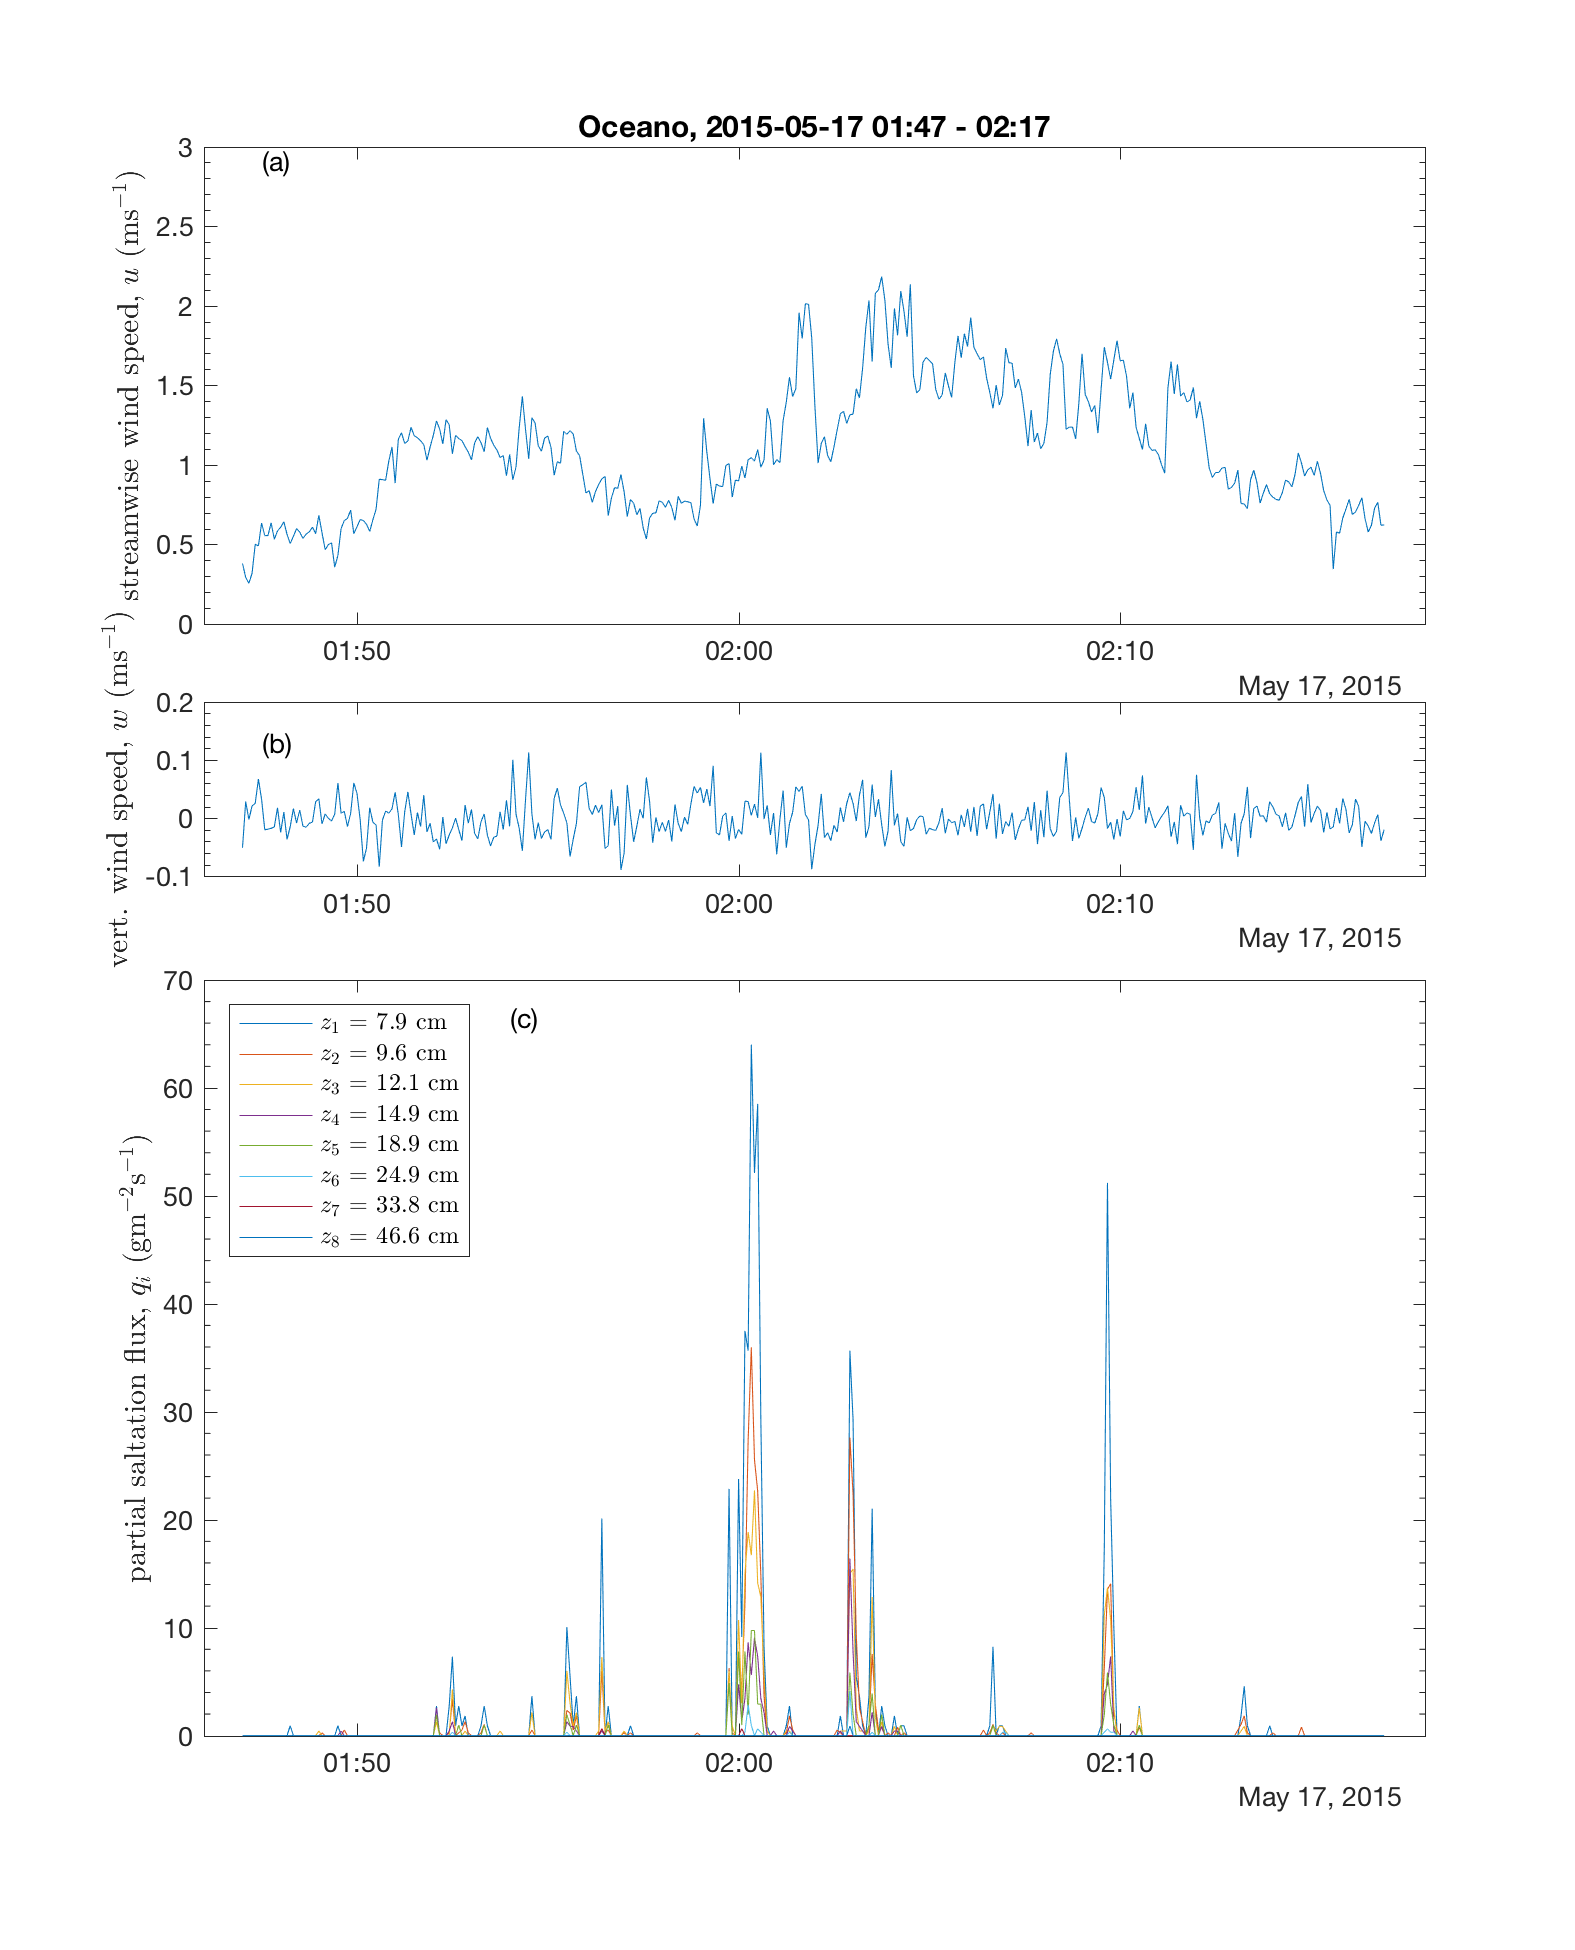 Oceano, 2015-05-17 01:47 - 02:17
streamwise wind speed, u (ms⁻¹)
(a)
3
2.5
2
1.5
1
0.5
0
01:50 02:00 02:10
May 17, 2015
vert. wind speed, w (ms⁻¹)
(b)
0.2
0.1
0
-0.1
01:50 02:00 02:10
May 17, 2015
partial saltation flux, qᵢ (gm⁻²s⁻¹)
(c)
70
60
50
40
30
20
10
0
z₁ = 7.9 cm
z₂ = 9.6 cm
z₃ = 12.1 cm
z₄ = 14.9 cm
z₅ = 18.9 cm
z₆ = 24.9 cm
z₇ = 33.8 cm
z₈ = 46.6 cm
01:50 02:00 02:10
May 17, 2015